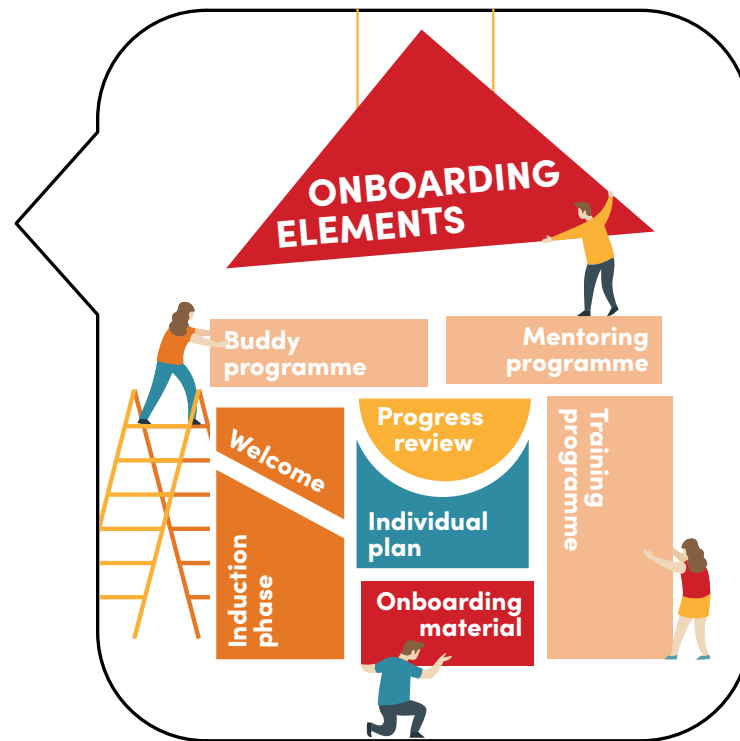 ONBOARDING
ELEMENTS
Buddy
programme
Mentoring
programme
Welcome
Induction
phase
Progress
review
Individual
plan
Onboarding
material
Training
programme